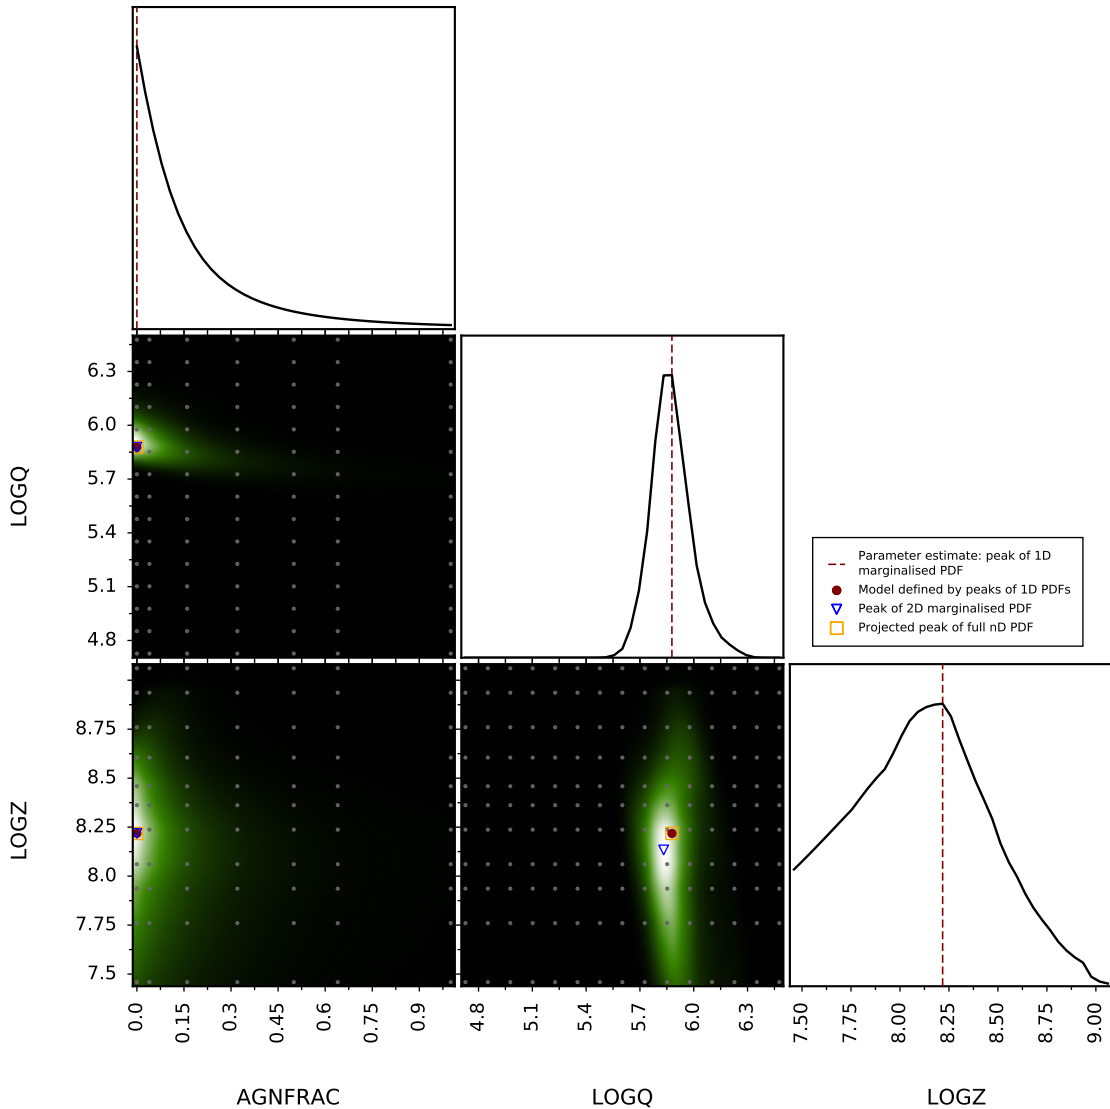 6.3
6.0
5.7
5.4
5.1
4.8
LOGQ
Parameter estimate: peak of 1D
marginalised PDF
Model defined by peaks of 1D PDFs
Peak of 2D marginalised PDF
Projected peak of full nD PDF
8.75
8.5
8.25
8.0
7.75
7.5
LOGZ
0.0 0.15 0.3 0.45 0.6 0.75 0.9
4.8 5.1 5.4 5.7 6.0 6.3
7.50 7.75 8.00 8.25 8.50 8.75 9.00
AGNFRAC LOGQ LOGZ